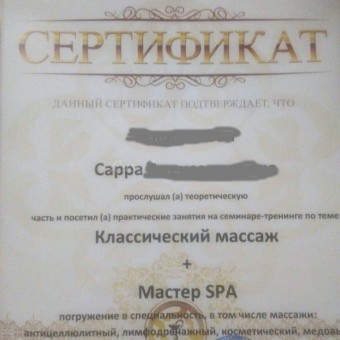 СЕРТИФИКАТ
ДАННЫЙ СЕРТИФИКАТ ПОДТВЕРЖДАЕТ, ЧТО
Сарра
прослушал (а) теоретическую
часть и посетил (а) практические занятия на семинаре-тренинге по теме
Классический массаж
+
Мастер SPA
погружение в специальность, в том числе массажи:
антицеллюлитный, лимфодренажный, косметический, медовы